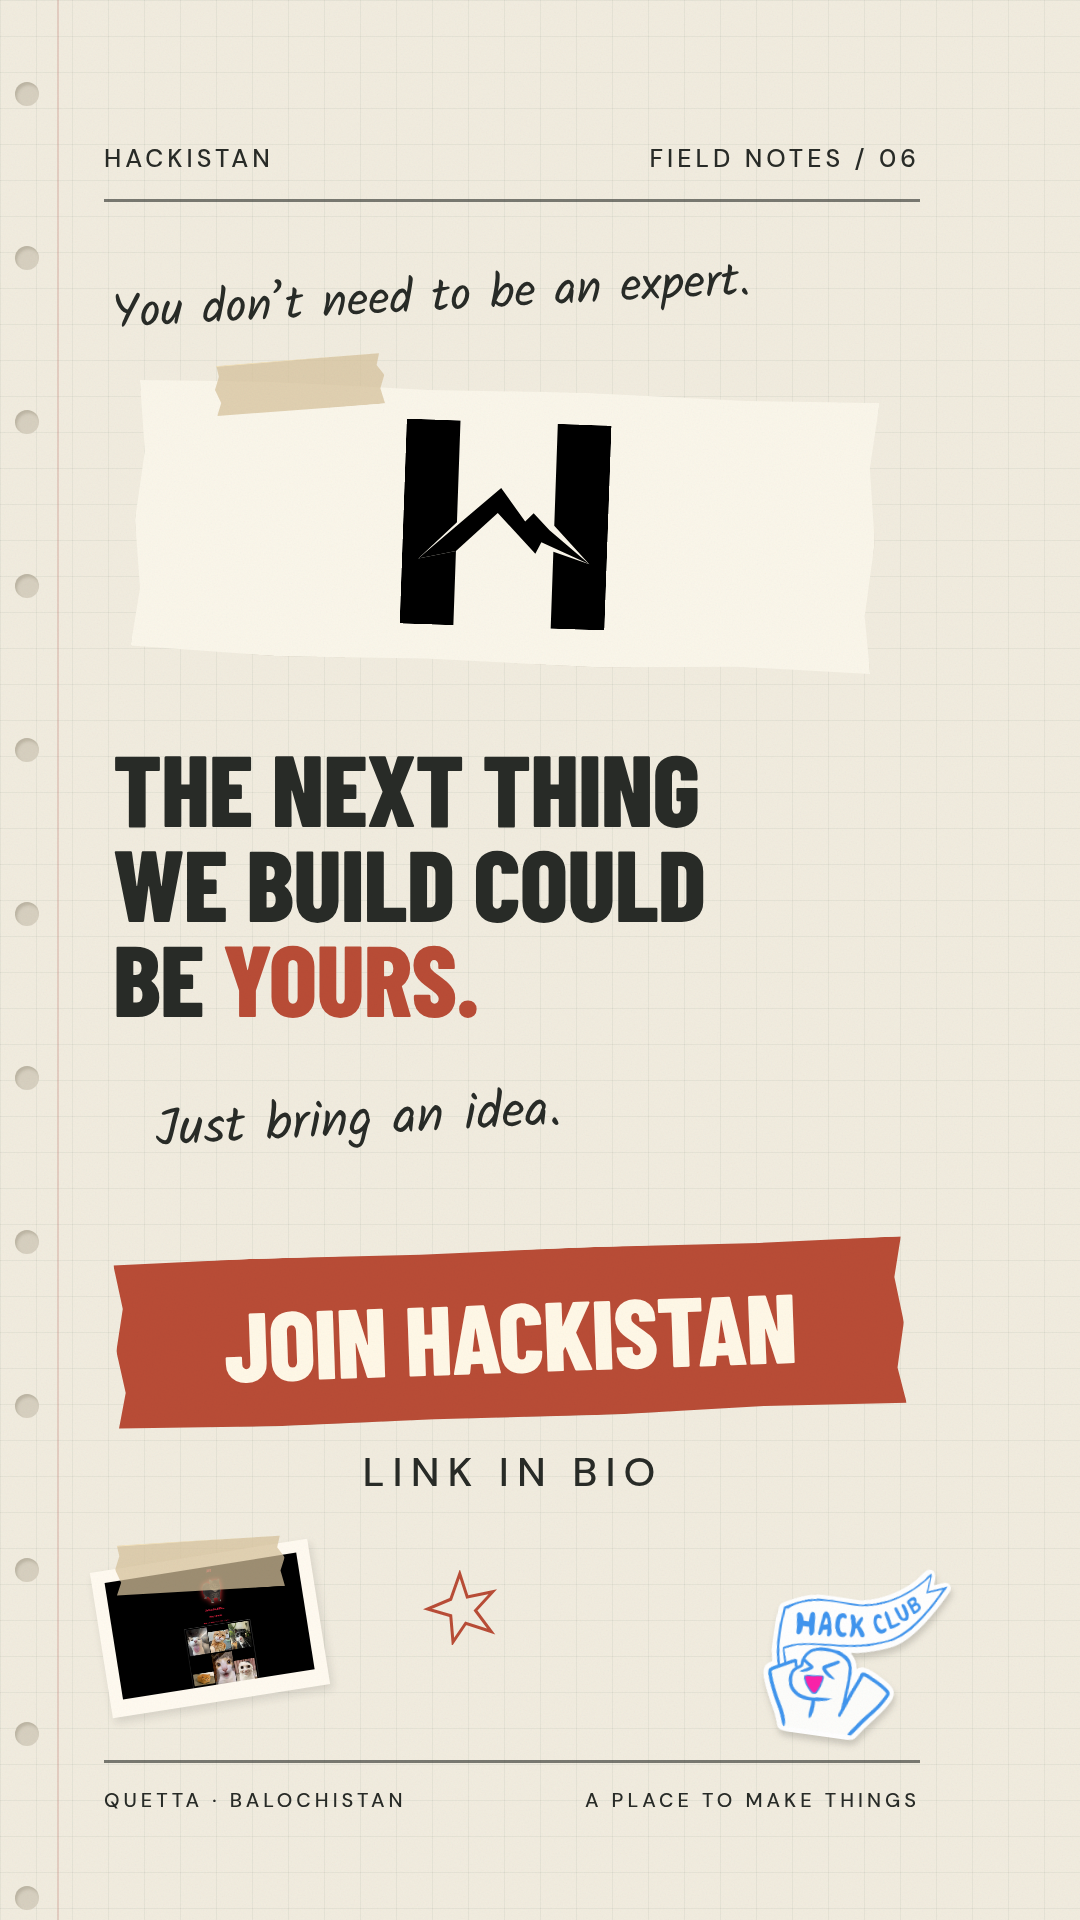 HACKISTAN
FIELD NOTES / 06
You don’t need to be an expert.
H
THE NEXT THING
WE BUILD COULD
BE YOURS.
Just bring an idea.
JOIN HACKISTAN
LINK IN BIO
HACK CLUB
QUETTA · BALOCHISTAN
A PLACE TO MAKE THINGS